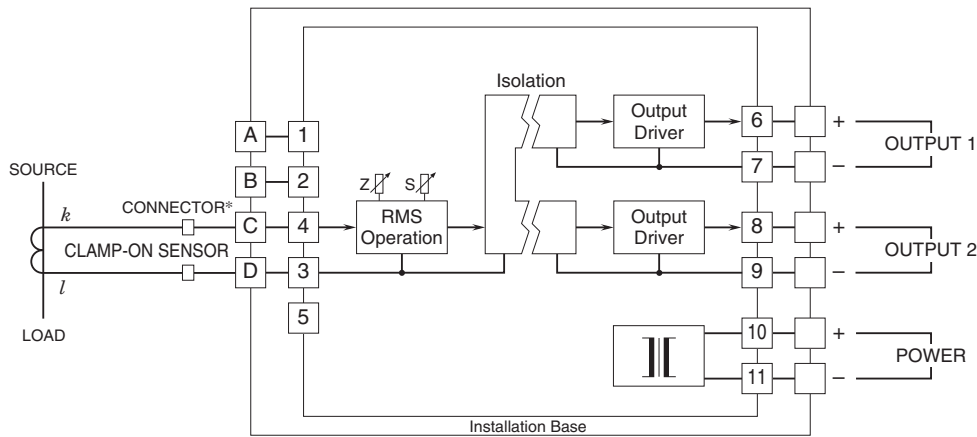 Isolation
A
1
B
2
C
4
D
3
5
SOURCE
k
CONNECTOR*
CLAMP-ON SENSOR
l
LOAD
Z
S
RMS
Operation
Output
Driver
Output
Driver
6
+
7
–
OUTPUT 1
8
+
9
–
OUTPUT 2
10
+
11
–
POWER
Installation Base